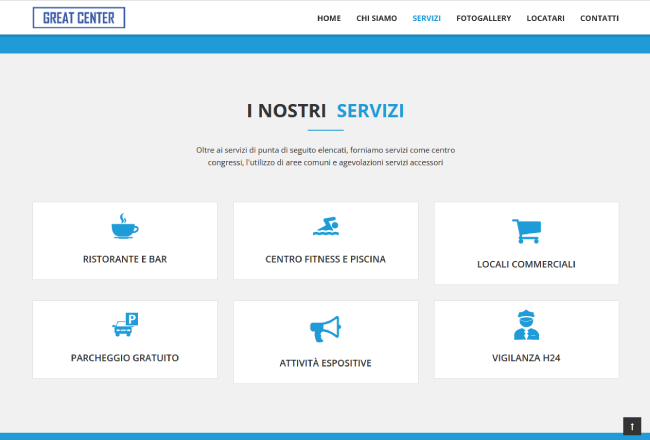 GREAT CENTER
HOME CHI SIAMO SERVIZI FOTOGALLERY LOCATARI CONTATTI
I NOSTRI SERVIZI
Oltre ai servizi di punta di seguito elencati, forniamo servizi come centro
congressi, l'utilizzo di aree comuni e agevolazioni servizi accessori
RISTORANTE E BAR
CENTRO FITNESS E PISCINA
LOCALI COMMERCIALI
P
PARCHEGGIO GRATUITO
ATTIVITÀ ESPOSITIVE
VIGILANZA H24